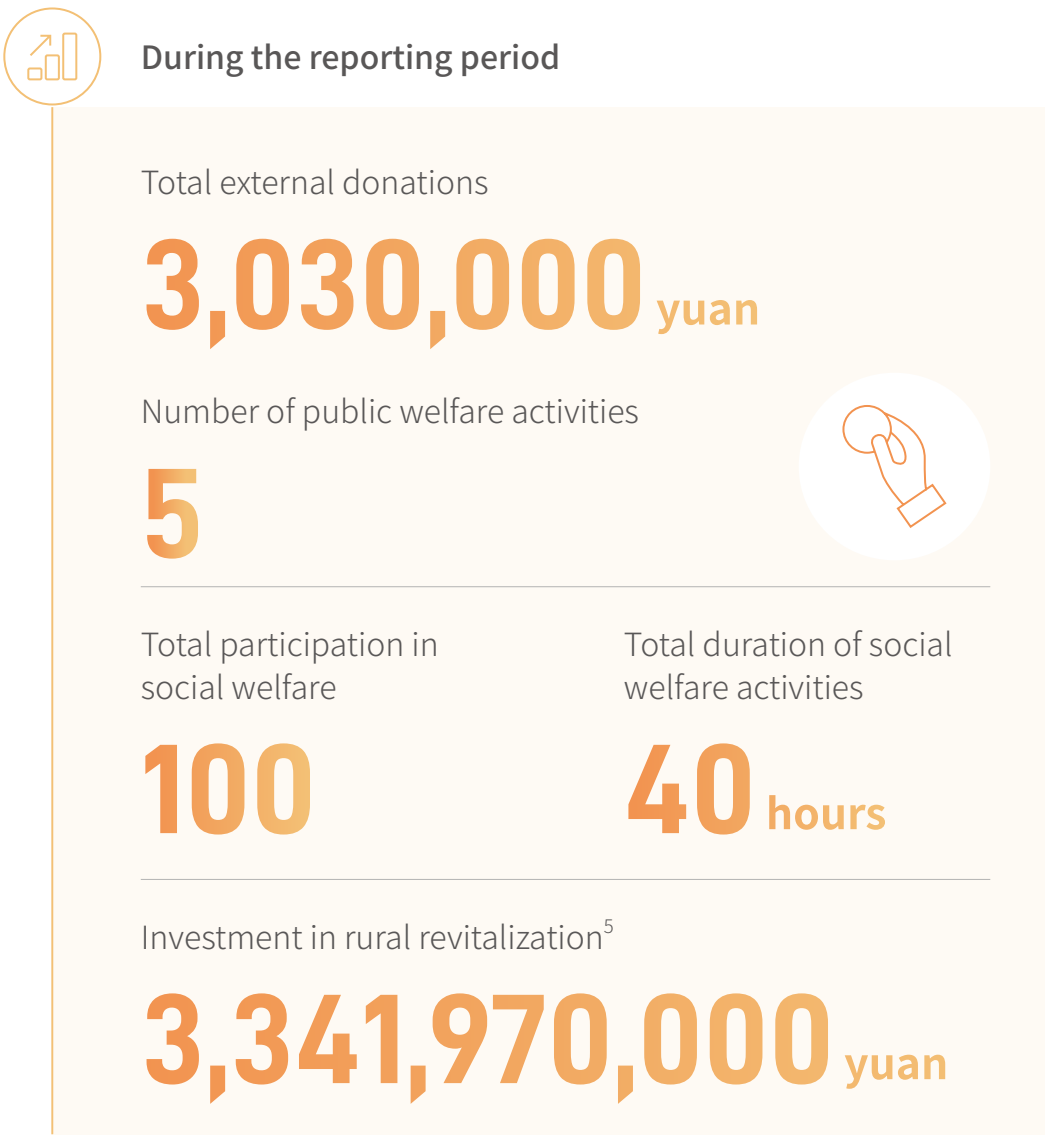 During the reporting period
Total external donations
3,030,000 yuan
Number of public welfare activities
5
Total participation in
social welfare
100
Total duration of social
welfare activities
40 hours
Investment in rural revitalization5
3,341,970,000 yuan